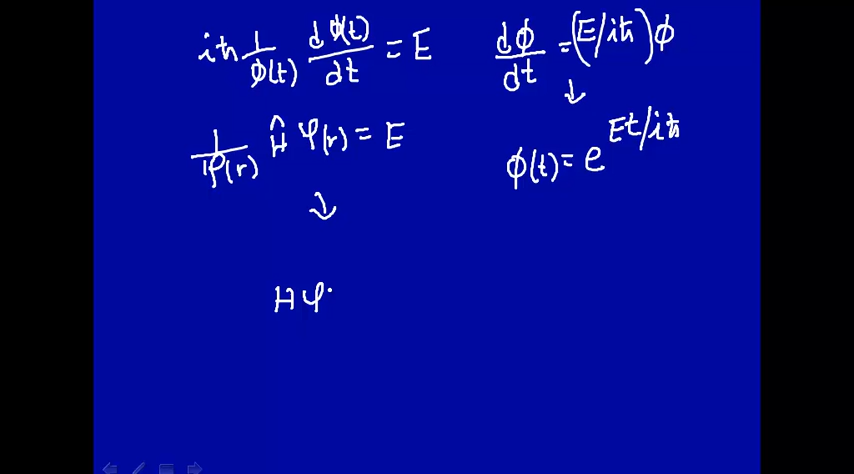 iħ 1/ϕ(t) dϕ(t)/dt = E
dϕ/dt = (E/iħ)ϕ
↓
1/ψ(r) Ĥ ψ(r) = E
ϕ(t) = e^{Et/iħ}
↓
Hψ